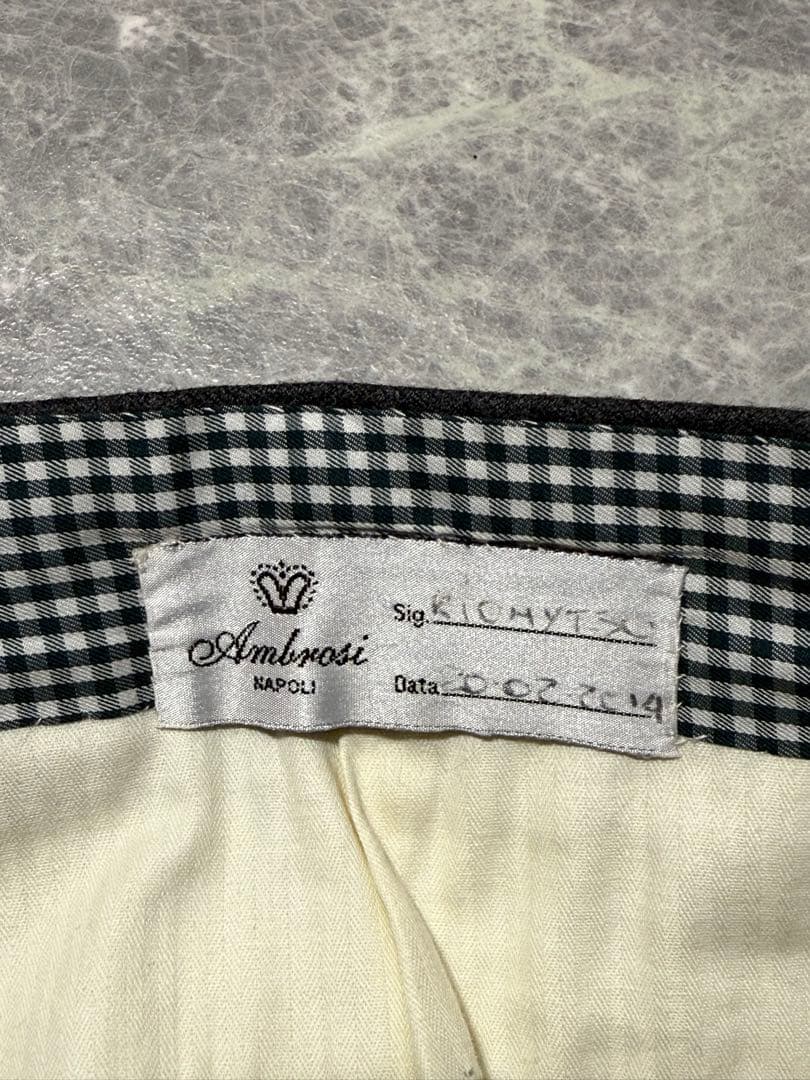 Ambrosi
NAPOLI
Sig.
Data 20-02-2014